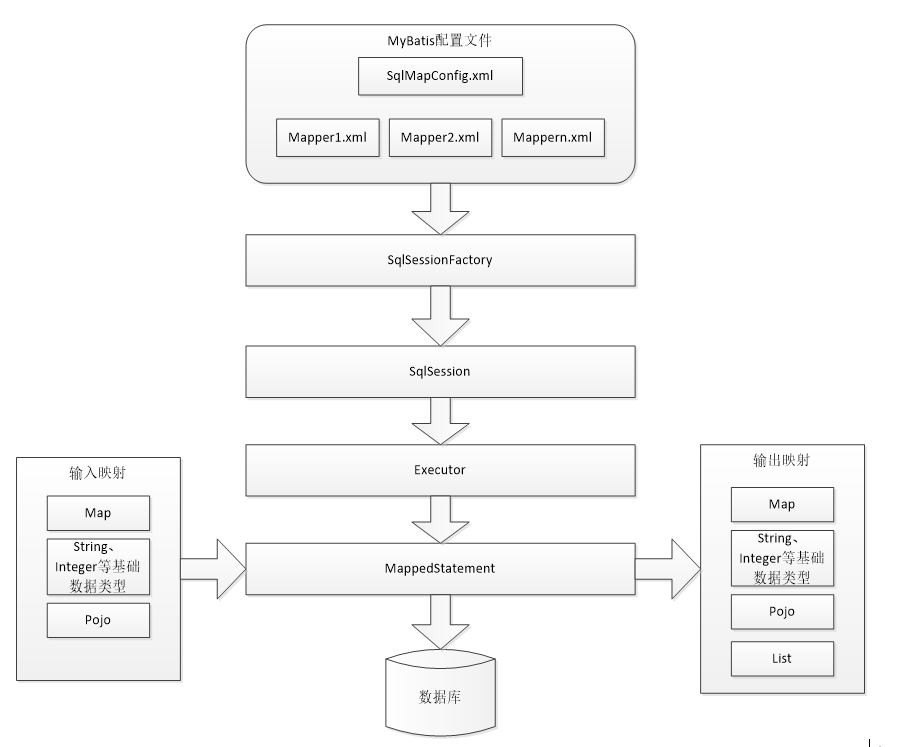 MyBatis配置文件
SqlMapConfig.xml
Mapper1.xml
Mapper2.xml
Mappern.xml
SqlSessionFactory
SqlSession
Executor
输入映射
Map
String、
Integer等基础
数据类型
Pojo
MappedStatement
输出映射
Map
String、
Integer等基础
数据类型
Pojo
List
数据库